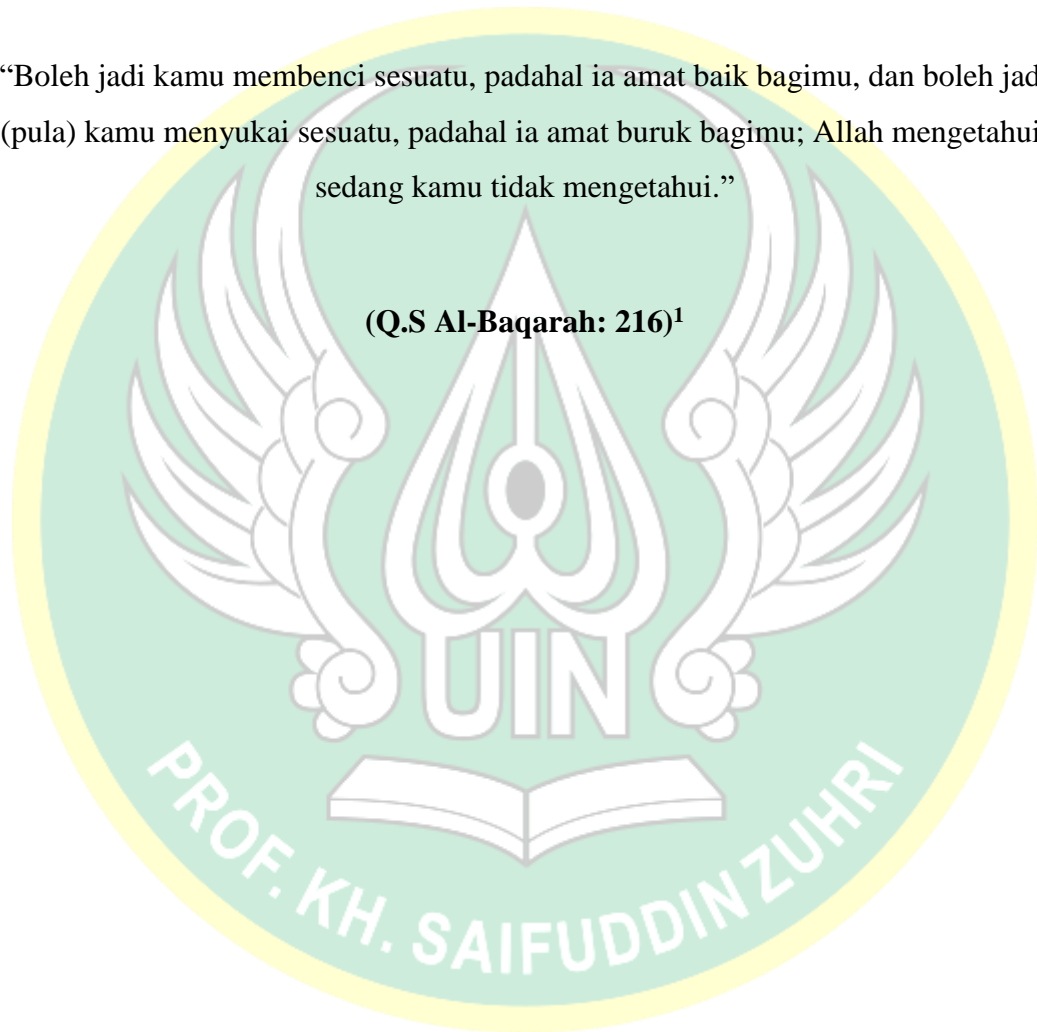 “Boleh jadi kamu membenci sesuatu, padahal ia amat baik bagimu, dan boleh jad
(pula) kamu menyukai sesuatu, padahal ia amat buruk bagimu; Allah mengetahui
sedang kamu tidak mengetahui.”
(Q.S Al-Baqarah: 216)¹
UIN
PROF. KH. SAIFUDDIN ZUHRI